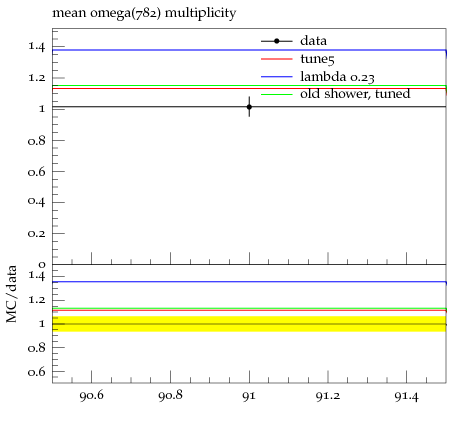 mean omega(782) multiplicity
data
tune5
lambda 0.23
old shower, tuned
1.4
1.2
1
0.8
0.6
0.4
0.2
0
MC/data
1.4
1.2
1
0.8
0.6
90.6 90.8 91 91.2 91.4